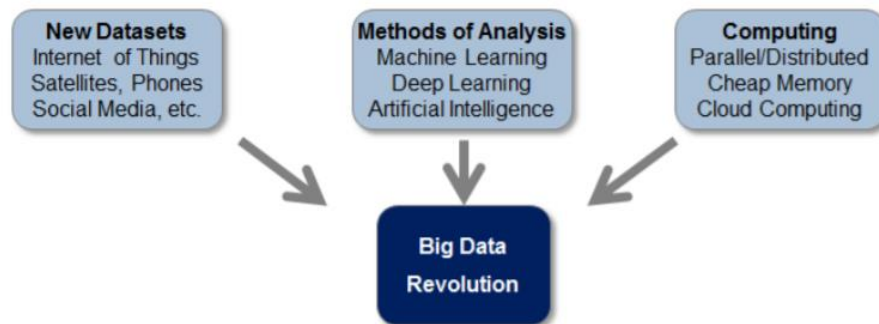 New Datasets
Internet of Things
Satellites, Phones
Social Media, etc.
Methods of Analysis
Machine Learning
Deep Learning
Artificial Intelligence
Computing
Parallel/Distributed
Cheap Memory
Cloud Computing
Big Data
Revolution